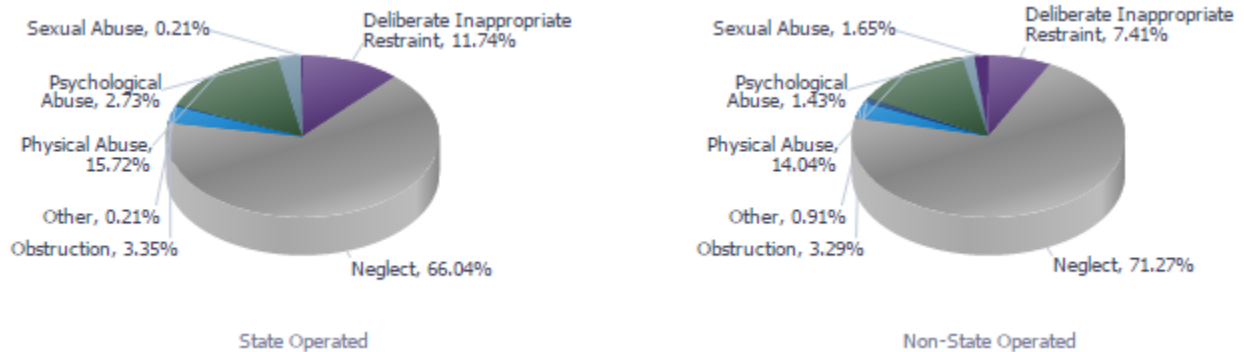 Sexual Abuse, 0.21%
Deliberate Inappropriate
Restraint, 11.74%
Psychological
Abuse, 2.73%
Physical Abuse,
15.72%
Other, 0.21%
Obstruction, 3.35%
Neglect, 66.04%
State Operated
Sexual Abuse, 1.65%
Deliberate Inappropriate
Restraint, 7.41%
Psychological
Abuse, 1.43%
Physical Abuse,
14.04%
Other, 0.91%
Obstruction, 3.29%
Neglect, 71.27%
Non-State Operated